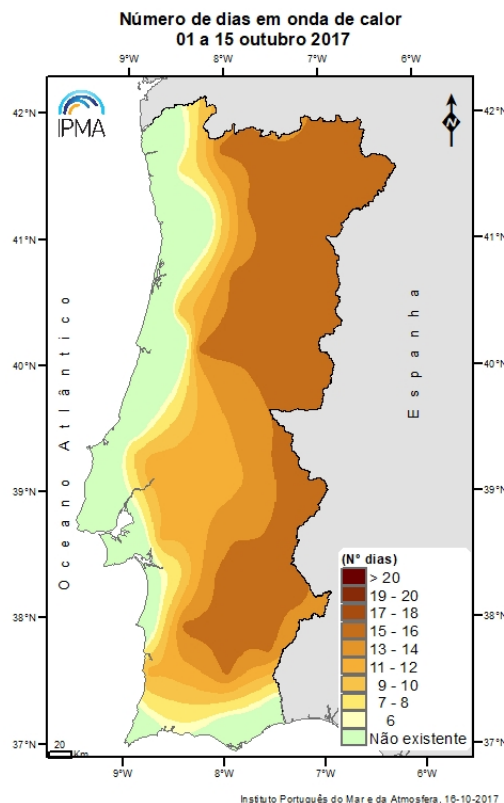 Número de dias em onda de calor
01 a 15 outubro 2017
9°W 8°W 7°W 6°W
IPMA
N
42°N 42°N
41°N 41°N
40°N 40°N
39°N 39°N
38°N 38°N
37°N 37°N
Oceano Atlântico
Espanha
(N° dias)
> 20
19 - 20
17 - 18
15 - 16
13 - 14
11 - 12
9 - 10
7 - 8
6
Não existente
20
Km
9°W 8°W 7°W 6°W
Instituto Português do Mar e da Atmosfera, 16-10-2017